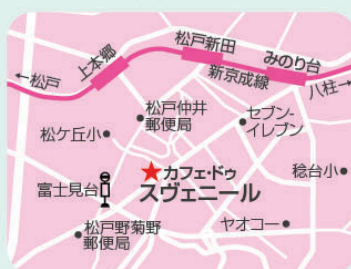 松戸新田
上本郷
みのり台
←松戸
新京成線
八柱→
松戸仲井
郵便局
セブン-
イレブン
松ケ丘小
カフェ・ドゥ
スヴェニール
稔台小
富士見台
松戸野菊野
郵便局
ヤオコー